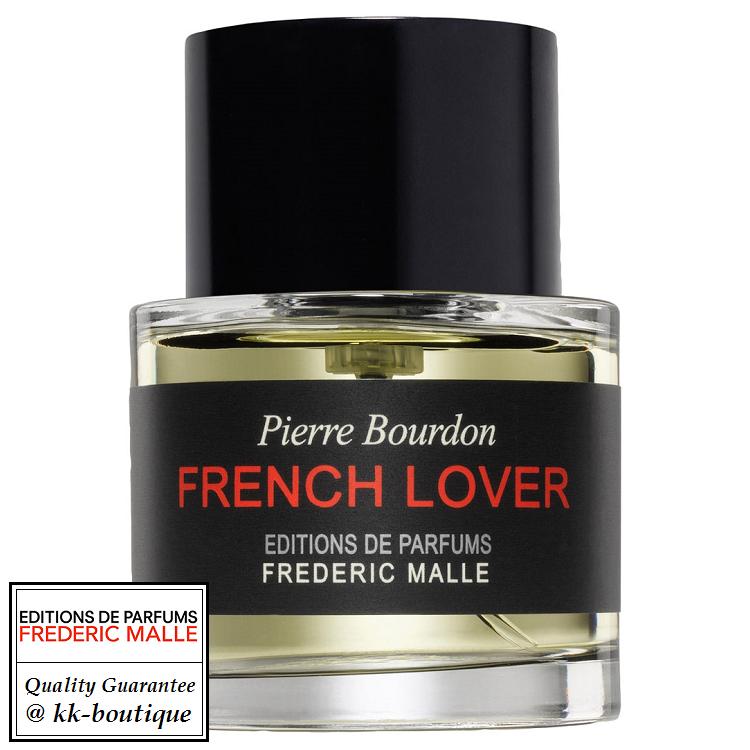 Pierre Bourdon
FRENCH LOVER
EDITIONS DE PARFUMS
FREDERIC MALLE
EDITIONS DE PARFUMS
FREDERIC MALLE
Quality Guarantee
@ kk-boutique